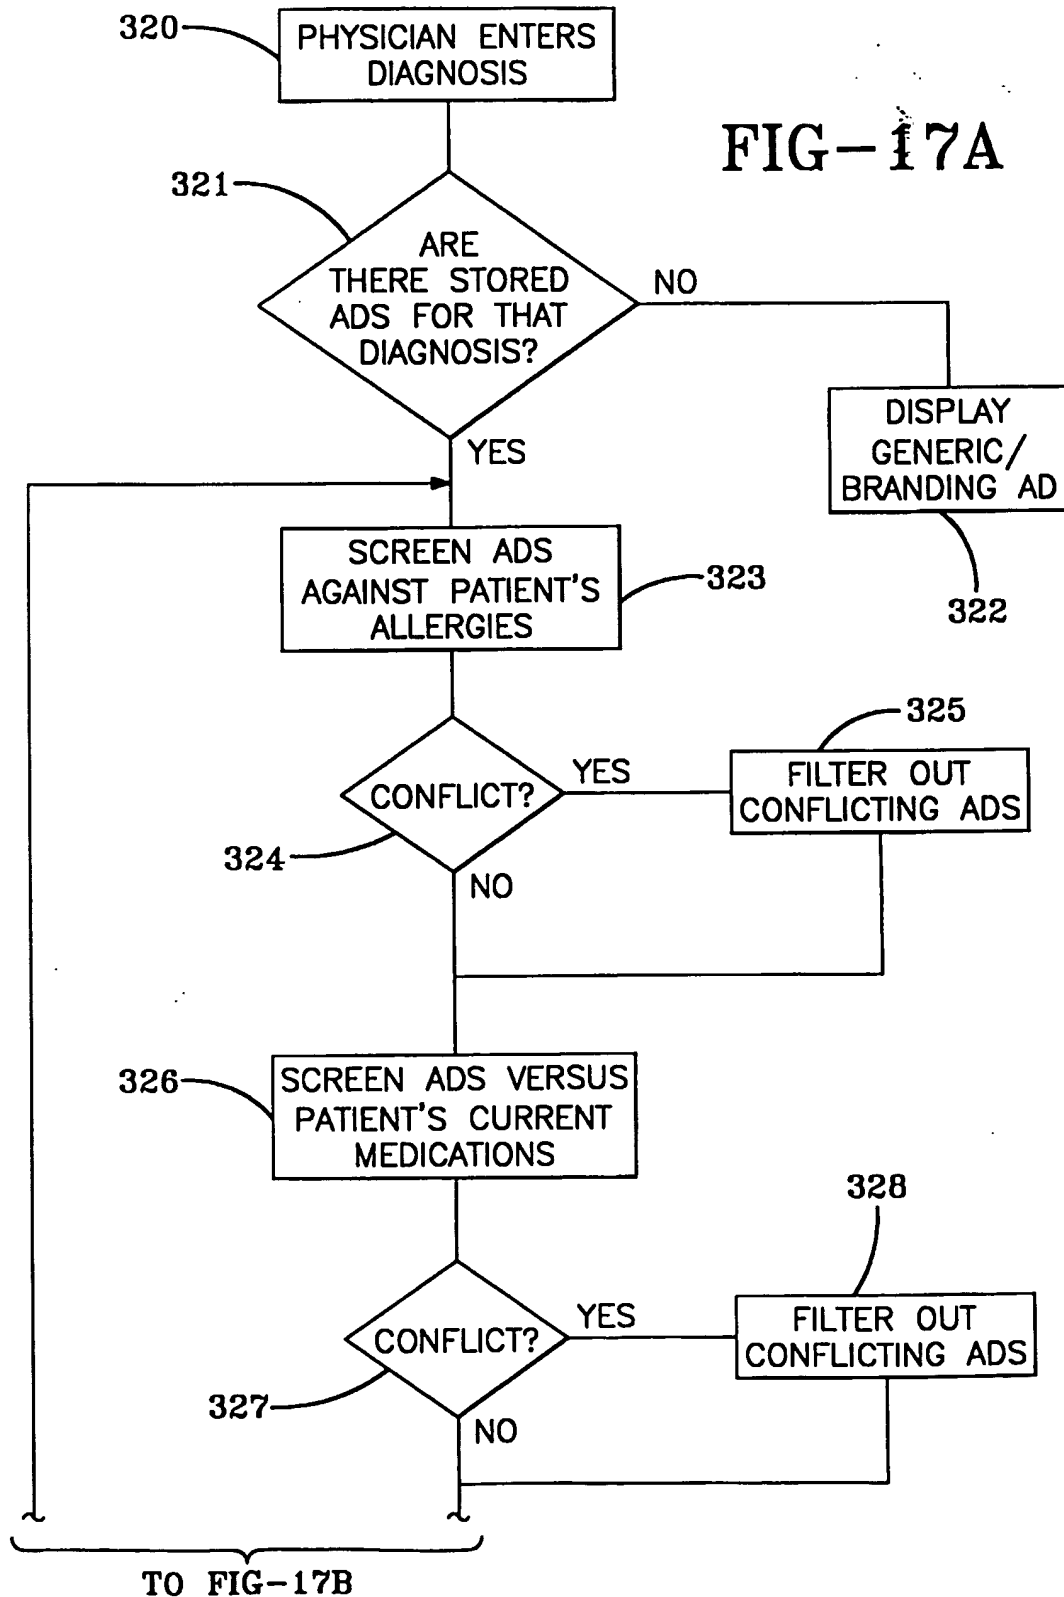 320
PHYSICIAN ENTERS
DIAGNOSIS
FIG-17A
321
ARE
THERE STORED
ADS FOR THAT
DIAGNOSIS?
NO
YES
DISPLAY
GENERIC/
BRANDING AD
322
SCREEN ADS
AGAINST PATIENT'S
ALLERGIES
323
325
CONFLICT?
YES
FILTER OUT
CONFLICTING ADS
324
NO
326
SCREEN ADS VERSUS
PATIENT'S CURRENT
MEDICATIONS
328
CONFLICT?
YES
FILTER OUT
CONFLICTING ADS
327
NO
TO FIG-17B